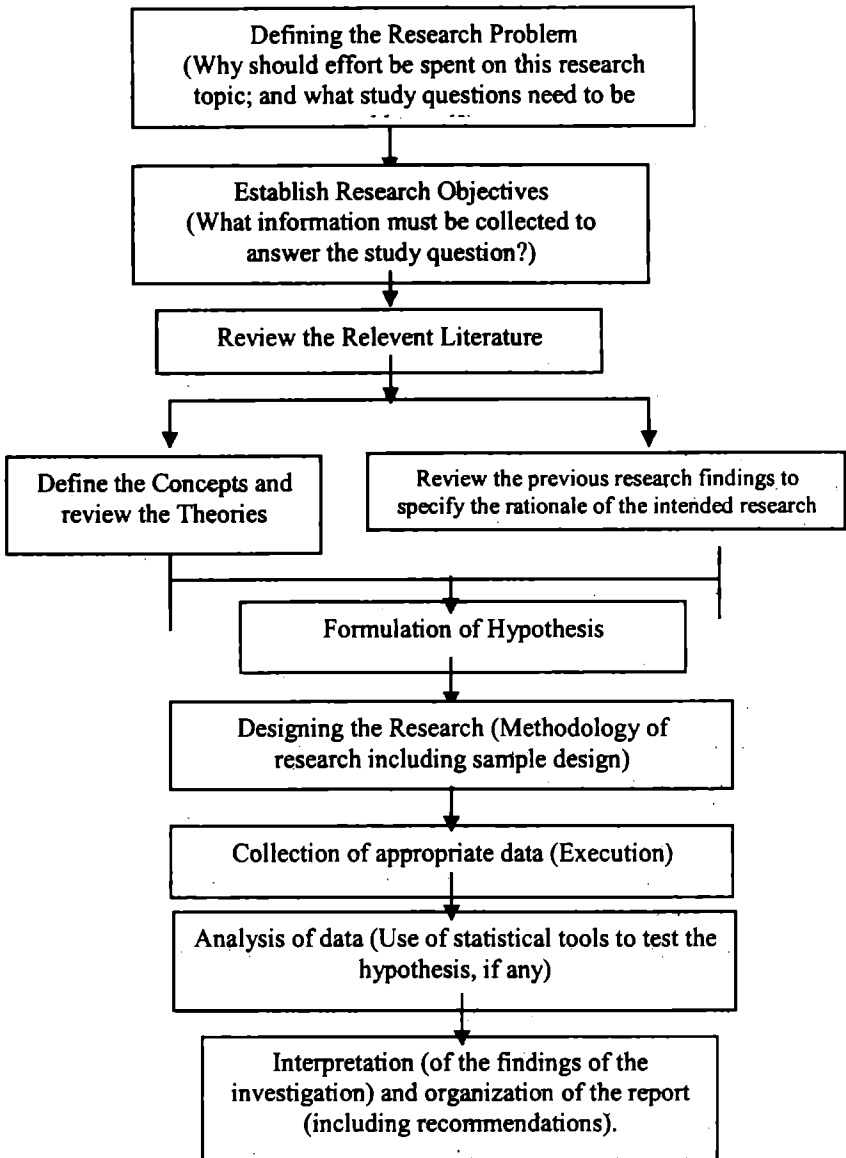 Defining the Research Problem
(Why should effort be spent on this research
topic; and what study questions need to be
Establish Research Objectives
(What information must be collected to
answer the study question?)
Review the Relevent Literature
Define the Concepts and
review the Theories
Review the previous research findings to
specify the rationale of the intended research
Formulation of Hypothesis
Designing the Research (Methodology of
research including sample design)
Collection of appropriate data (Execution)
Analysis of data (Use of statistical tools to test the
hypothesis, if any)
Interpretation (of the findings of the
investigation) and organization of the report
(including recommendations).